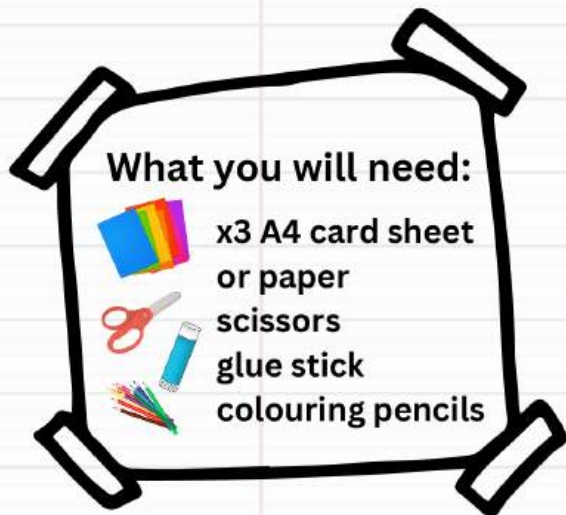 What you will need:
x3 A4 card sheet
or paper
scissors
glue stick
colouring pencils